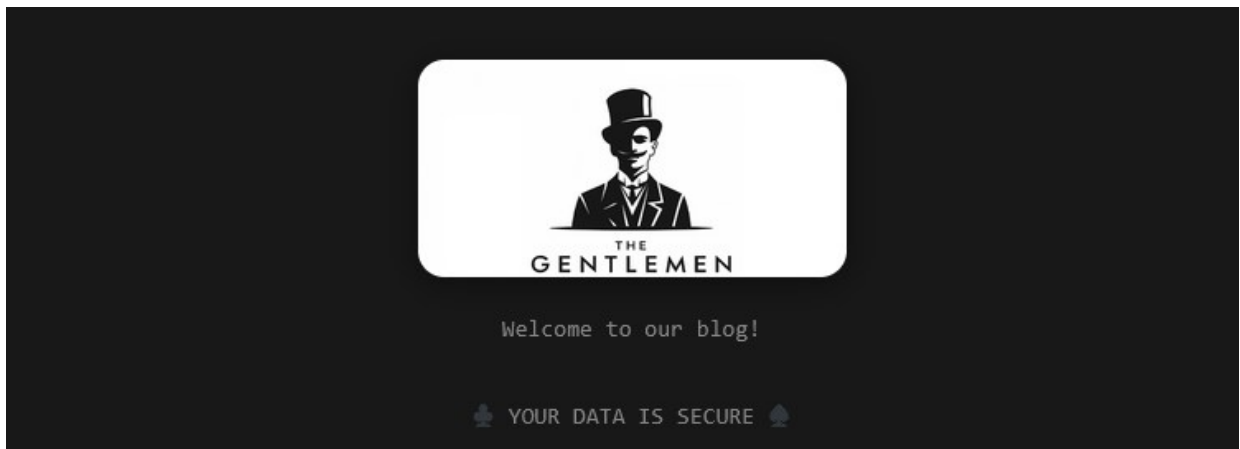 THE
GENTLEMEN
Welcome to our blog!
♣ YOUR DATA IS SECURE ♠